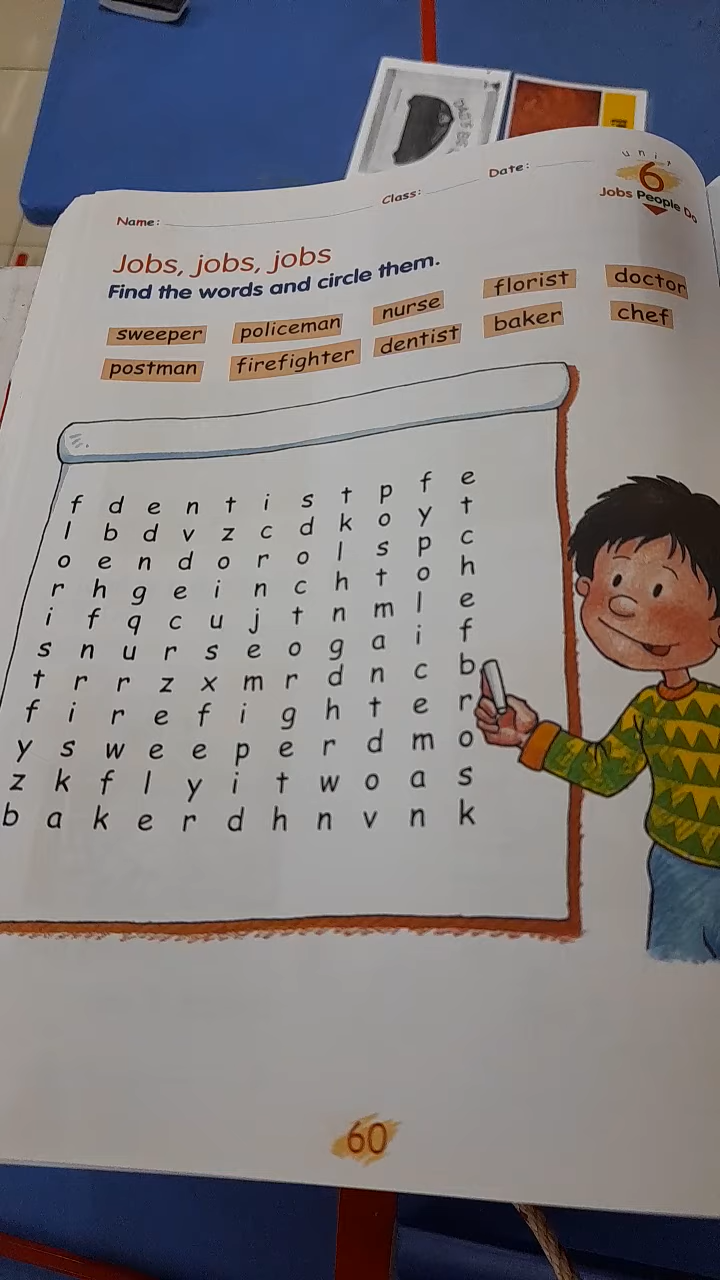 unit
6
Jobs People Do
Name: Class: Date:
Jobs, jobs, jobs
Find the words and circle them.
sweeper policeman nurse florist doctor
postman firefighter dentist baker chef
f d e n t i s t p f e
l b d v z c d k o y t
o e n d o r o l s p c
r h g e i n c h t o h
i f q c u j t n m l e
s n u r s e o g a i f
t r r z x m r d n c b
f i r e f i g h t e r
y s w e e p e r d m o
z k f l y i t w o a s
b a k e r d h n v n k
60